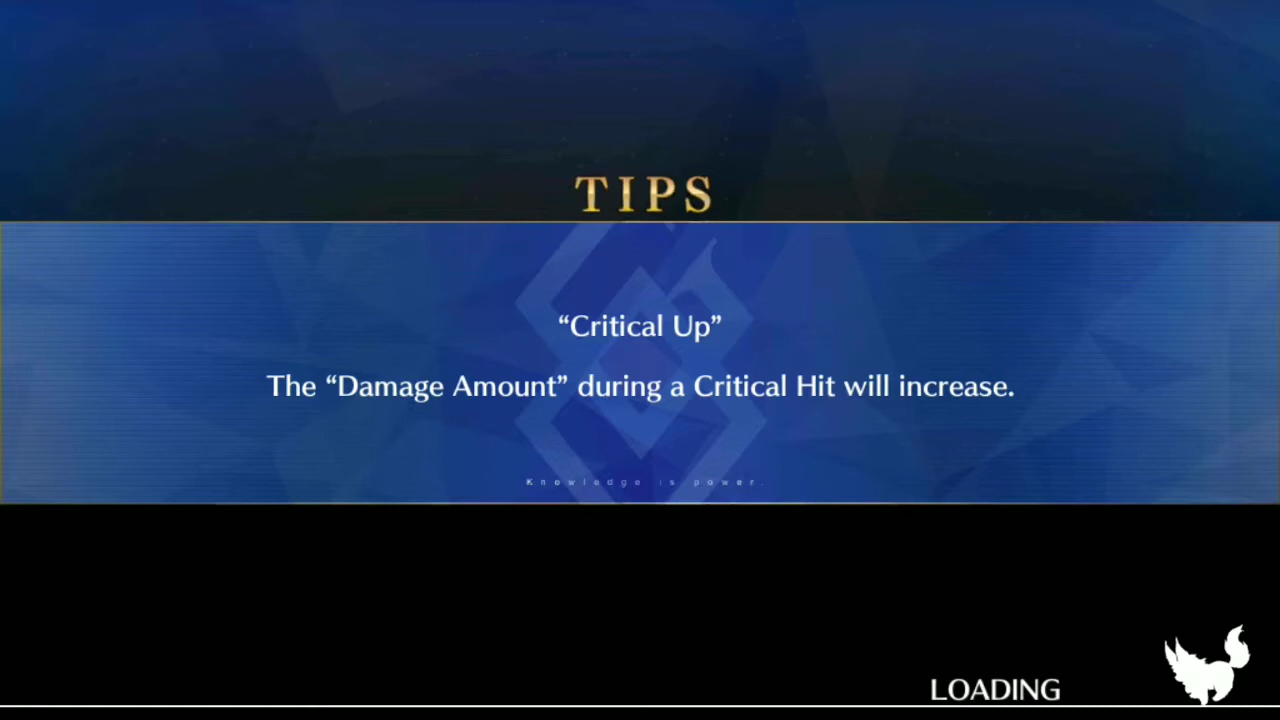 TIPS
“Critical Up”
The “Damage Amount” during a Critical Hit will increase.
Knowledge is power.
LOADING